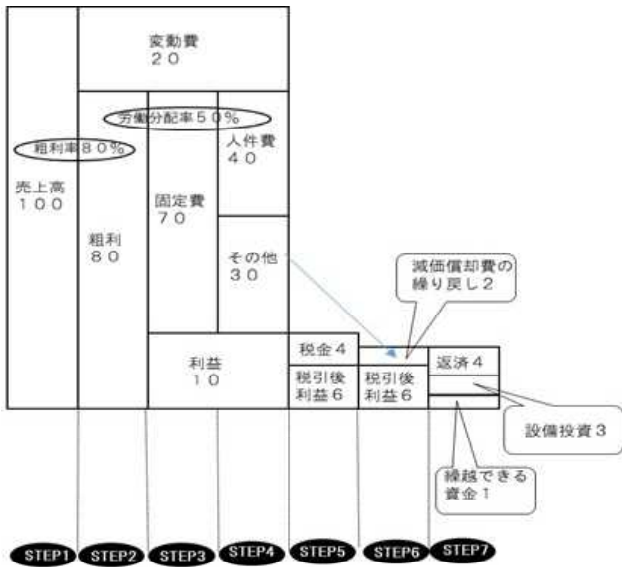 変動費
２０
労働分配率５０%
粗利率８０%
人件費
４０
売上高
１００
固定費
７０
粗利
８０
その他
３０
減価償却費の
繰り戻し２
利益
１０
税金４
税引後
利益６
税引後
利益６
返済４
設備投資３
繰越できる
資金１
STEP1
STEP2
STEP3
STEP4
STEP5
STEP6
STEP7